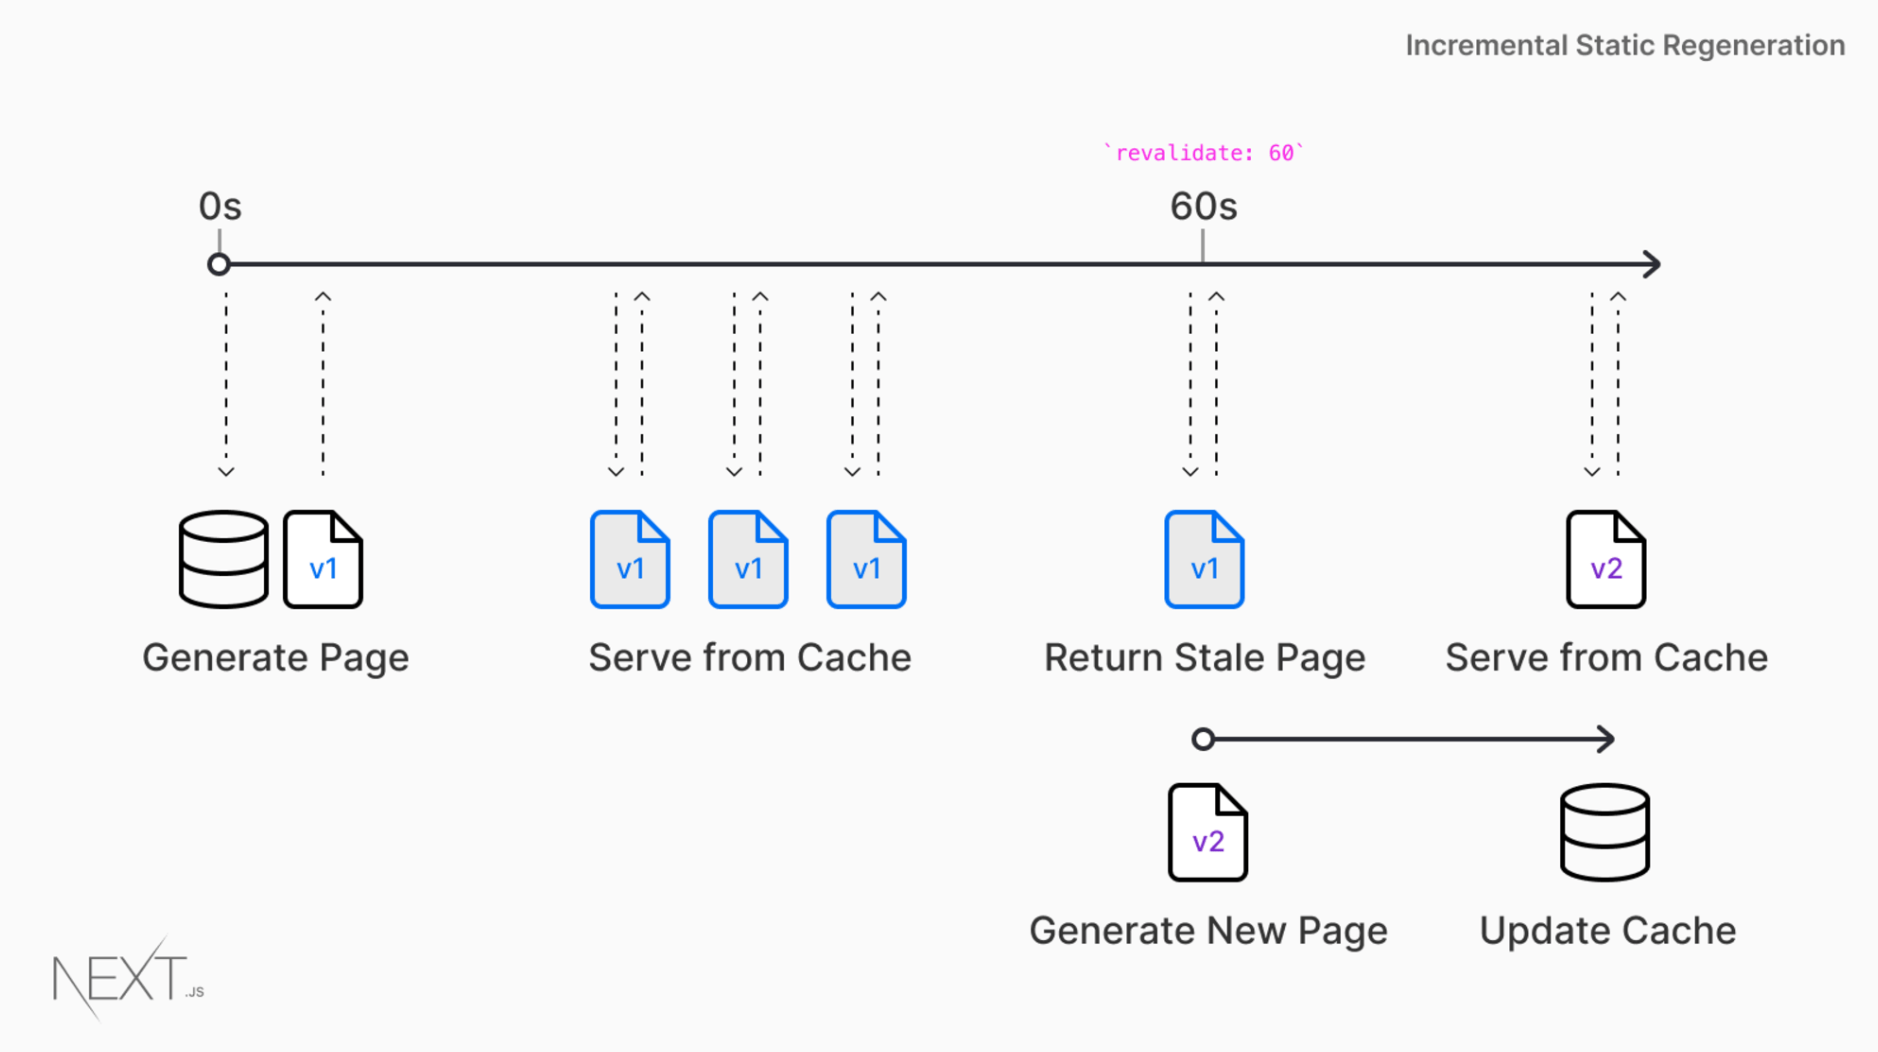 Incremental Static Regeneration
`revalidate: 60`
0s
60s
v1
v1
v1
v1
v1
v2
Generate Page
Serve from Cache
Return Stale Page
Serve from Cache
v2
Generate New Page
Update Cache
NEXT.JS